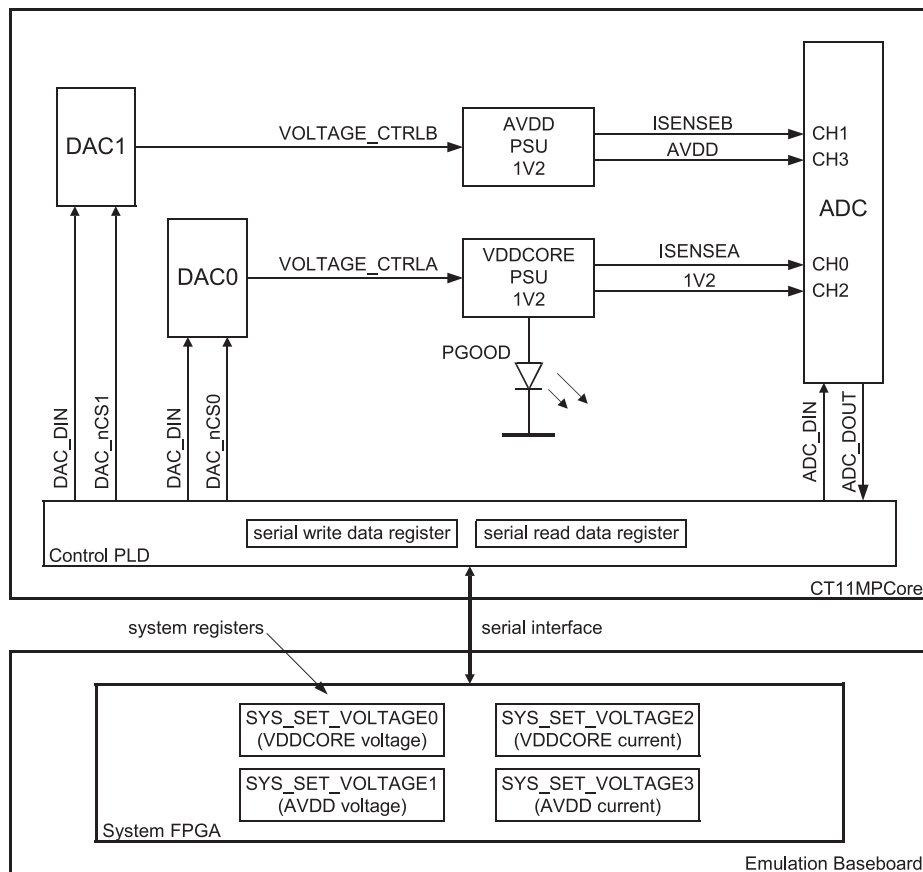 DAC1
VOLTAGE_CTRLB
AVDD
PSU
1V2
ISENSEB
AVDD
CH1
CH3
ADC
DAC0
VOLTAGE_CTRLA
VDDCORE
PSU
1V2
ISENSEA
1V2
CH0
CH2
PGOOD
DAC_DIN
DAC_nCS1
DAC_DIN
DAC_nCS0
ADC_DIN
ADC_DOUT
serial write data register
serial read data register
Control PLD
CT11MPCore
system registers
serial interface
SYS_SET_VOLTAGE0
(VDDCORE voltage)
SYS_SET_VOLTAGE2
(VDDCORE current)
SYS_SET_VOLTAGE1
(AVDD voltage)
SYS_SET_VOLTAGE3
(AVDD current)
System FPGA
Emulation Baseboard